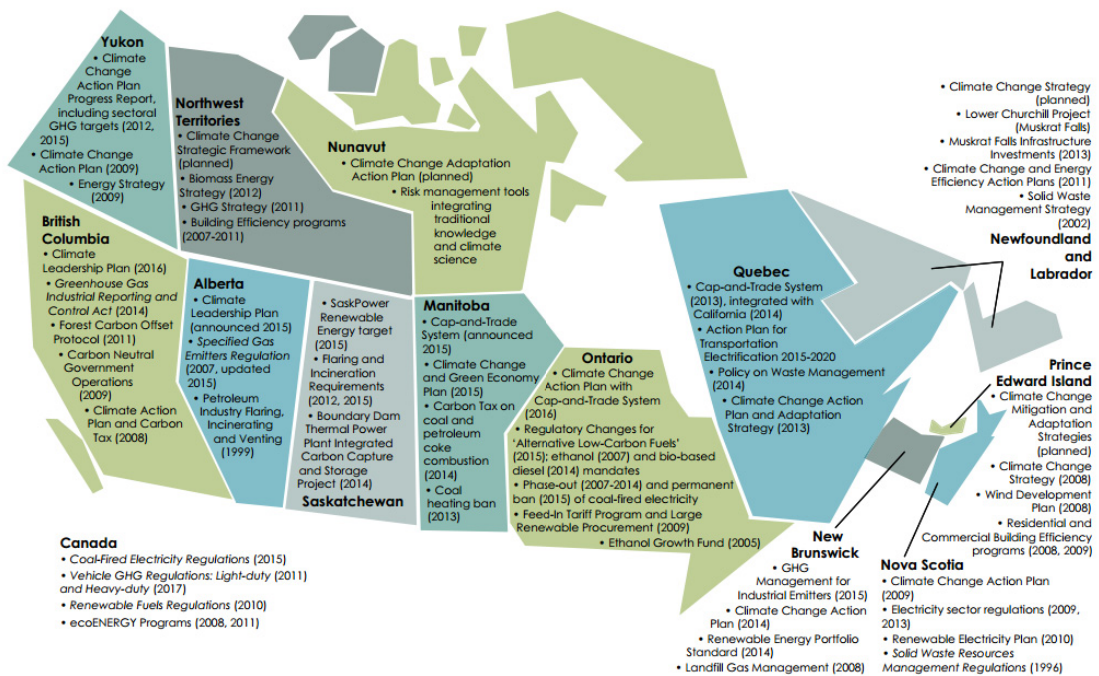 Yukon
• Climate
Change
Action Plan
Progress Report,
including sectoral
GHG targets (2012,
2015)
• Climate Change
Action Plan (2009)
• Energy Strategy
(2009)
Northwest
Territories
• Climate Change
Strategic Framework
(planned)
• Biomass Energy
Strategy (2012)
• GHG Strategy (2011)
• Building Efficiency programs
(2007-2011)
Nunavut
• Climate Change Adaptation
Action Plan (planned)
• Risk management tools
integrating
traditional
knowledge
and climate
science
• Climate Change Strategy
(planned)
• Lower Churchill Project
(Muskrat Falls)
• Muskrat Falls Infrastructure
Investments (2013)
• Climate Change and Energy
Efficiency Action Plans (2011)
• Solid Waste
Management Strategy
(2002)
Newfoundland
and
Labrador
British
Columbia
• Climate
Leadership Plan (2016)
• Greenhouse Gas
Industrial Reporting and
Control Act (2014)
• Forest Carbon Offset
Protocol (2011)
• Carbon Neutral
Government
Operations
(2009)
• Climate Action
Plan and Carbon
Tax (2008)
Alberta
• Climate
Leadership Plan
(announced 2015)
• Specified Gas
Emitters Regulation
(2007, updated
2015)
• Petroleum
Industry Flaring,
Incinerating
and Venting
(1999)
• SaskPower
Renewable
Energy target
(2015)
• Flaring and
Incineration
Requirements
(2012, 2015)
• Boundary Dam
Thermal Power
Plant Integrated
Carbon Capture
and Storage
Project (2014)
Saskatchewan
Manitoba
• Cap-and-Trade
System (announced
2015)
• Climate Change
and Green Economy
Plan (2015)
• Carbon Tax on
coal and
petroleum
coke
combustion
(2014)
• Coal
heating ban
(2013)
Ontario
• Climate Change
Action Plan with
Cap-and-Trade System
(2016)
• Regulatory Changes for
‘Alternative Low-Carbon Fuels’
(2015); ethanol (2007) and bio-based
diesel (2014) mandates
• Phase-out (2007-2014) and permanent
ban (2015) of coal-fired electricity
• Feed-In Tariff Program and Large
Renewable Procurement (2009)
• Ethanol Growth Fund (2005)
Quebec
• Cap-and-Trade System
(2013), integrated with
California (2014)
• Action Plan for
Transportation
Electrification 2015-2020
• Policy on Waste Management
(2014)
• Climate Change Action
Plan and Adaptation
Strategy (2013)
Prince
Edward Island
• Climate Change
Mitigation and
Adaptation
Strategies
(planned)
• Climate Change
Strategy (2008)
• Wind Development
Plan (2008)
• Residential and
Commercial Building Efficiency
programs (2008, 2009)
Canada
• Coal-Fired Electricity Regulations (2015)
• Vehicle GHG Regulations: Light-duty (2011)
and Heavy-duty (2017)
• Renewable Fuels Regulations (2010)
• ecoENERGY Programs (2008, 2011)
New
Brunswick
• GHG
Management for
Industrial Emitters (2015)
• Climate Change Action
Plan (2014)
• Renewable Energy Portfolio
Standard (2014)
• Landfill Gas Management (2008)
Nova Scotia
• Climate Change Action Plan
(2009)
• Electricity sector regulations (2009,
2013)
• Renewable Electricity Plan (2010)
• Solid Waste Resources
Management Regulations (1996)